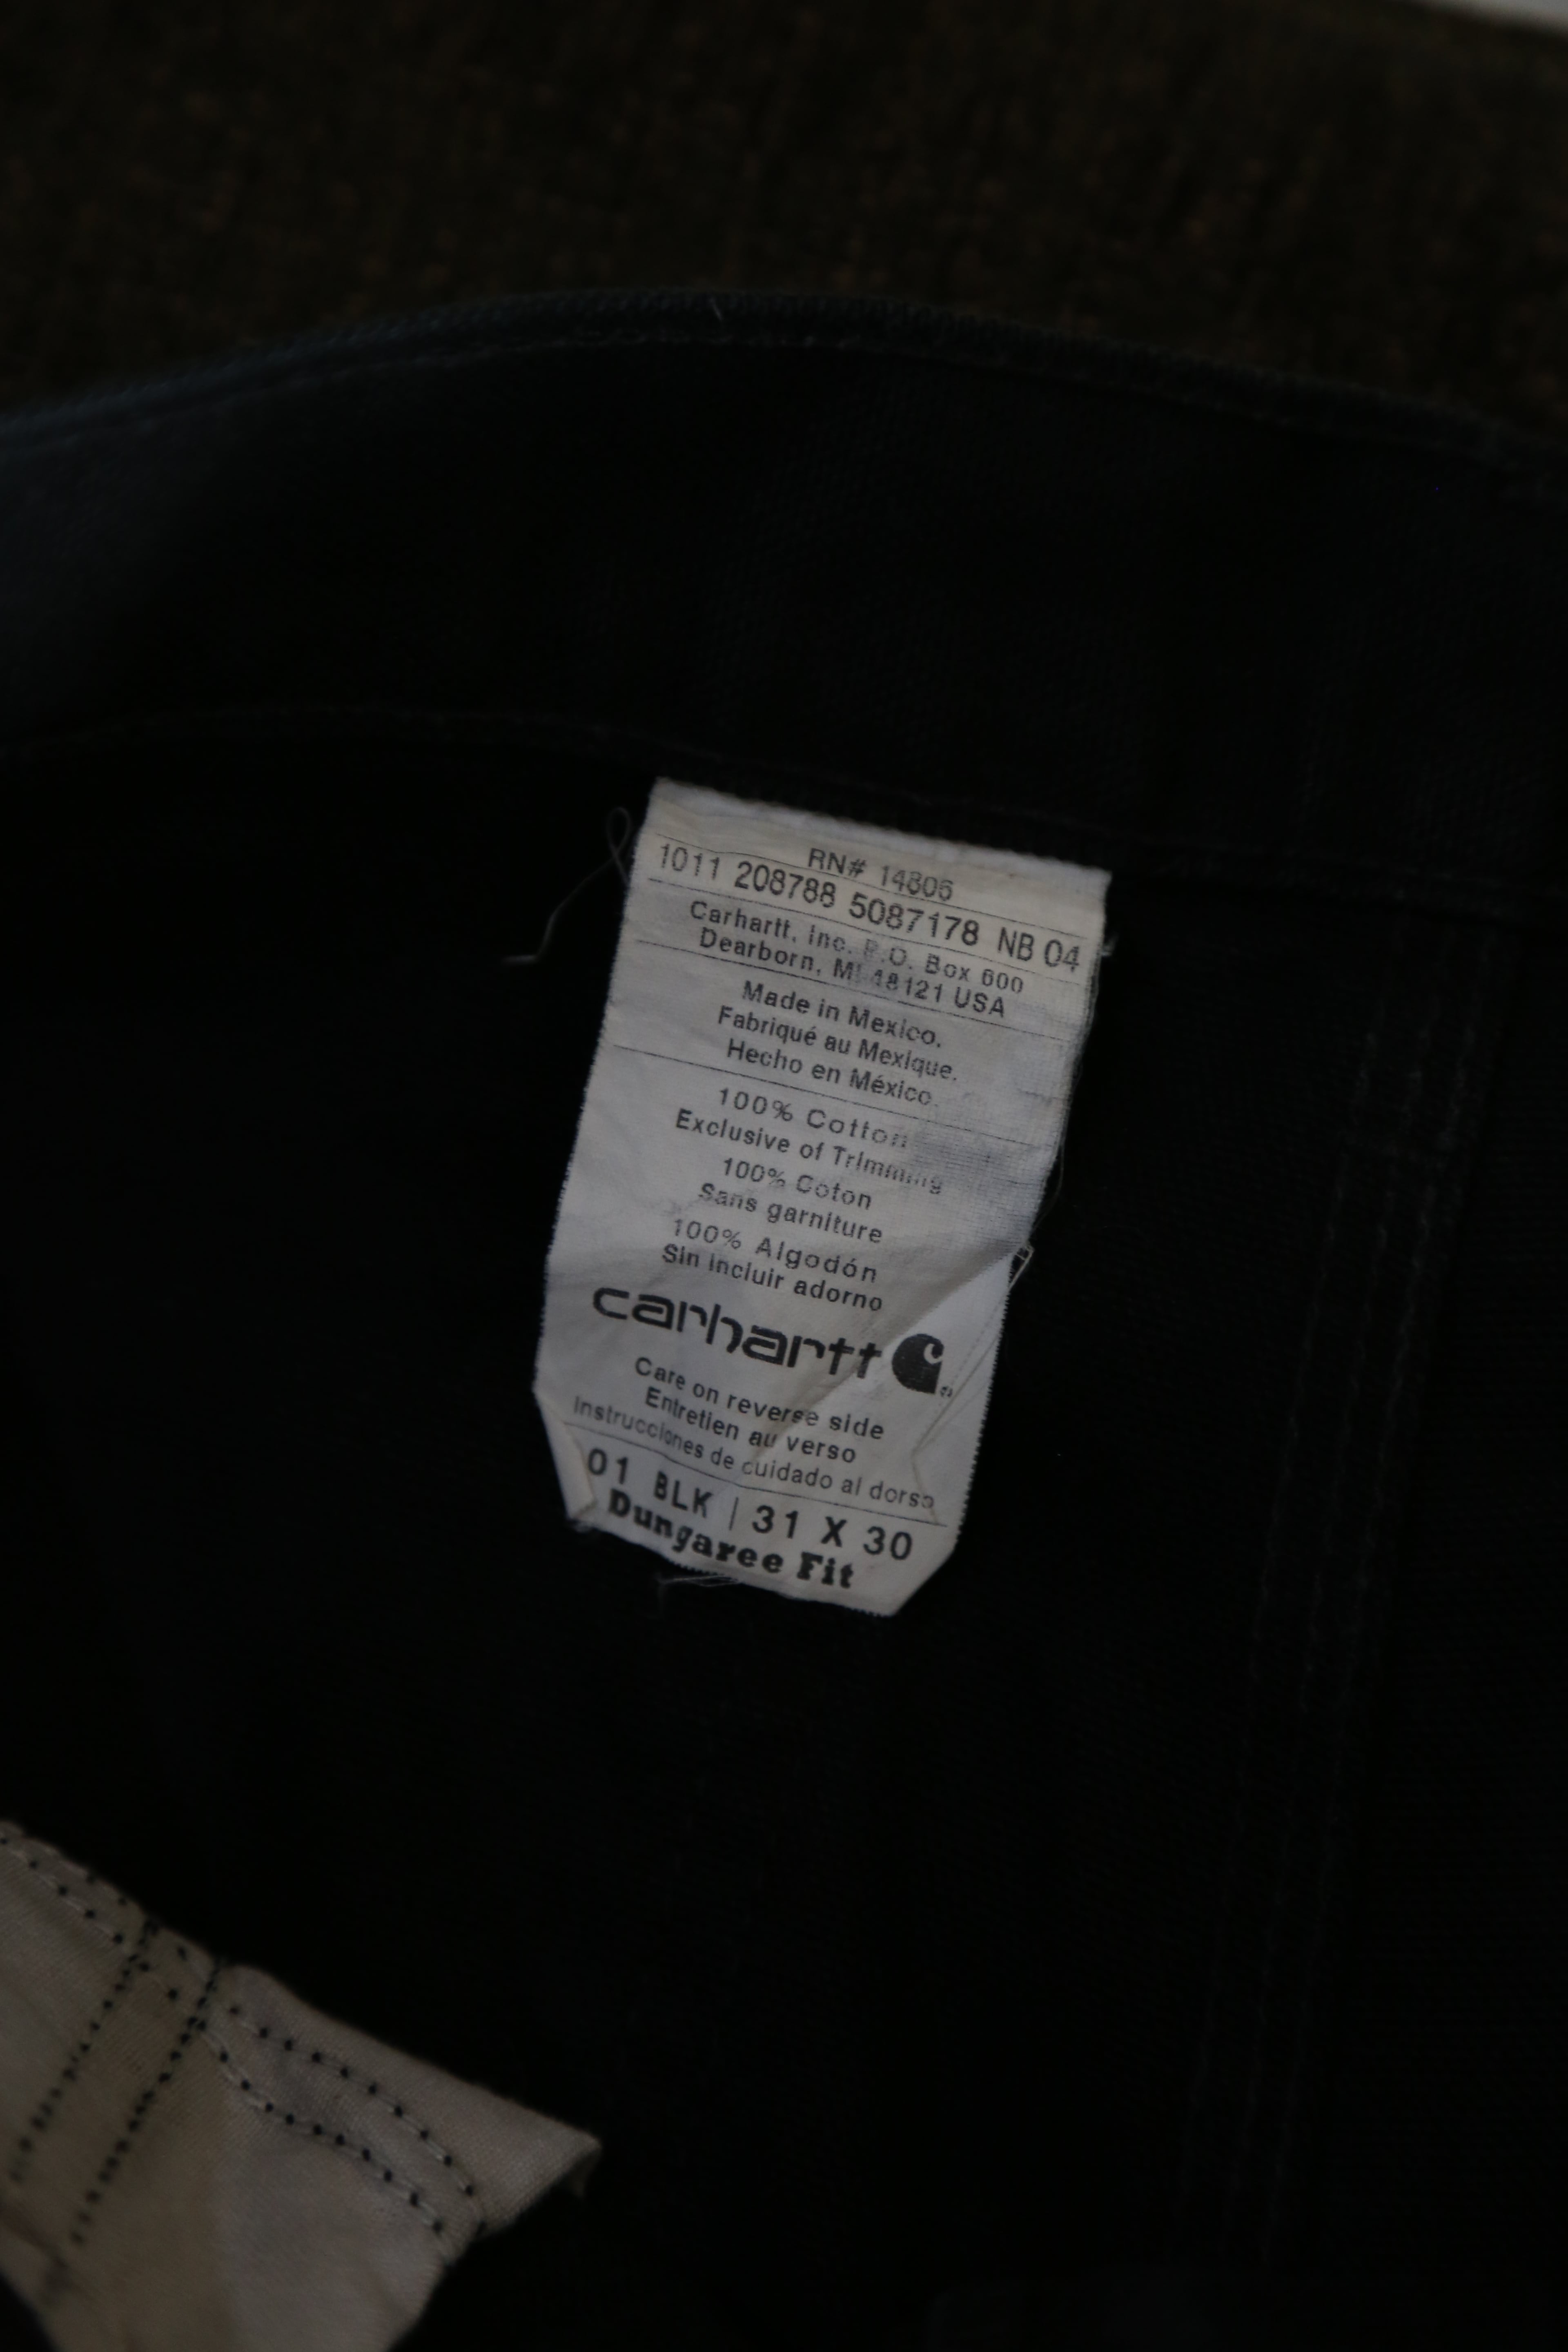 RN# 14806
1011 208788 5087178 NB 04
Carhartt, Inc. P.O. Box 600
Dearborn, MI 48121 USA
Made in Mexico.
Fabriqué au Mexique.
Hecho en México.
100% Cotton
Exclusive of Trimming
100% Coton
Sans garniture
100% Algodón
Sin incluir adorno
carhartt
Care on reverse side
Entretien au verso
Instrucciones de cuidado al dorso
01 BLK | 31 X 30
Dungaree Fit